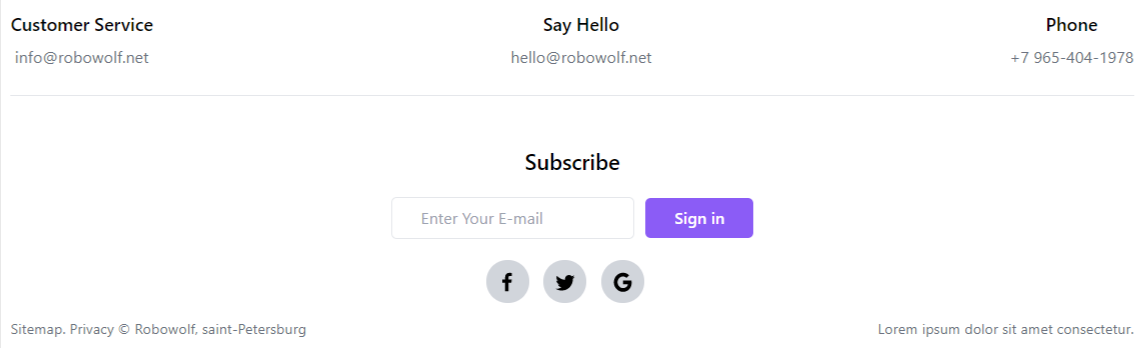 Customer Service
info@robowolf.net
Say Hello
hello@robowolf.net
Phone
+7 965-404-1978
Subscribe
Enter Your E-mail
Sign in
Sitemap. Privacy © Robowolf, saint-Petersburg
Lorem ipsum dolor sit amet consectetur.